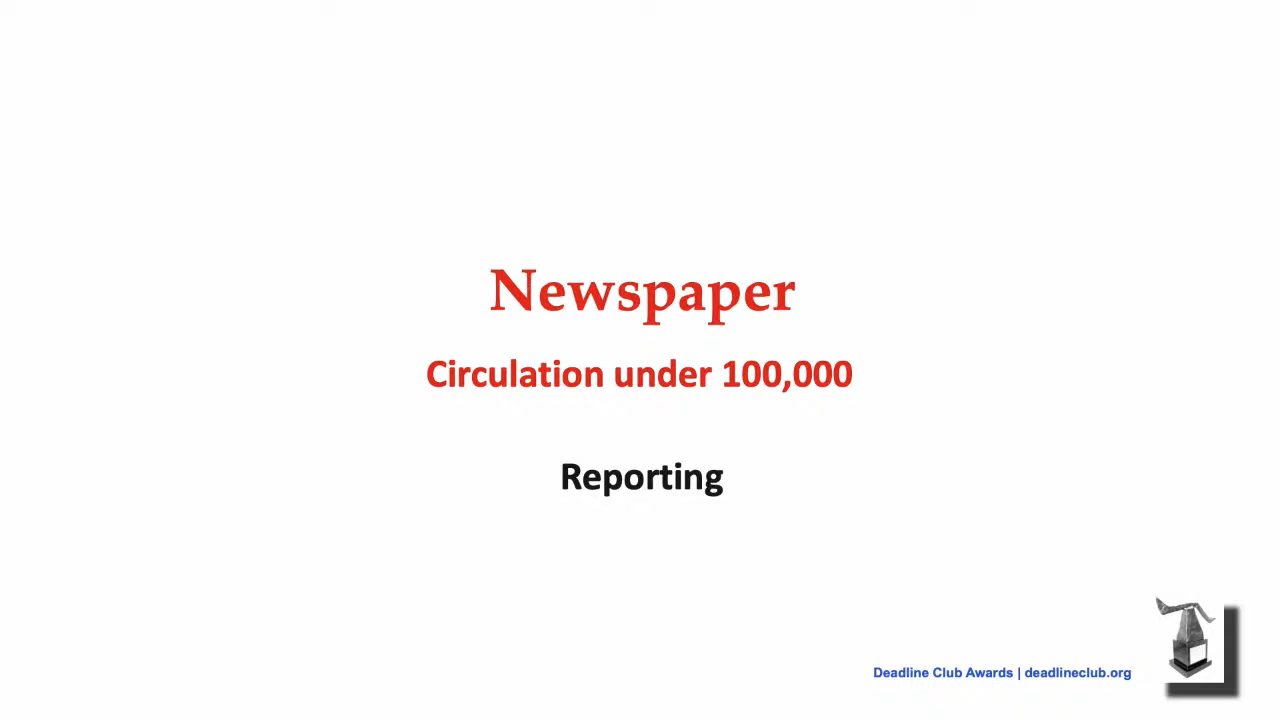 Newspaper
Circulation under 100,000
Reporting
Deadline Club Awards | deadlineclub.org